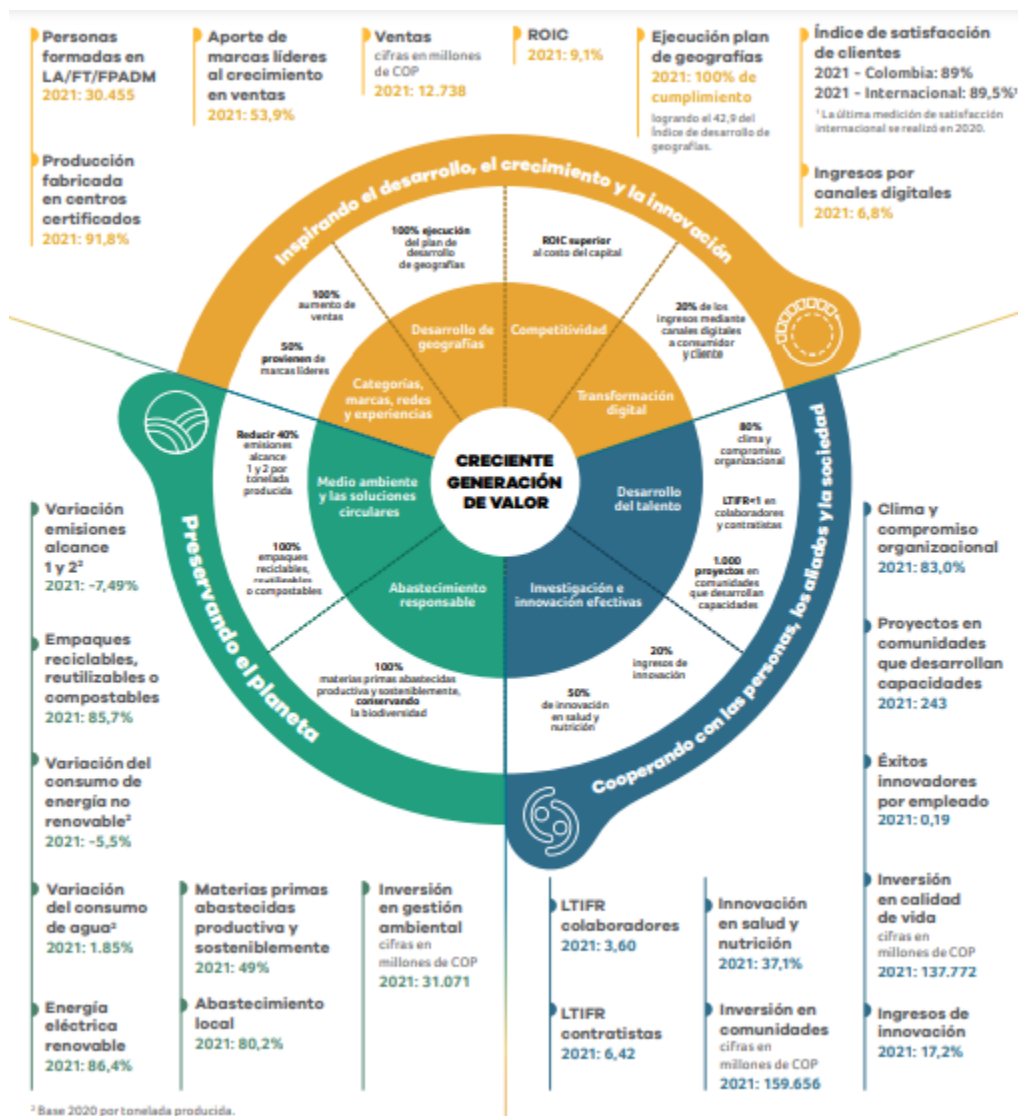 Personas
formadas en
LA/FT/FPADM
2021: 30.455
Producción
fabricada
en centros
certificados
2021: 91,8%
Aporte de
marcas líderes
al crecimiento
en ventas
2021: 53,9%
Ventas
cifras en millones
de COP
2021: 12.738
ROIC
2021: 9,1%
Ejecución plan
de geografías
2021: 100% de
cumplimiento
logrando el 42,9 del
Índice de desarrollo de
geografías.
Índice de satisfacción
de clientes
2021 - Colombia: 89%
2021 - Internacional: 89,5%¹
¹ La última medición de satisfacción
internacional se realizó en 2020.
Ingresos por
canales digitales
2021: 6,8%
Inspirando el desarrollo, el crecimiento y la innovación
50%
provienen de
marcas líderes
100%
aumento de
ventas
100% ejecución
del plan de
desarrollo
de geografías
ROIC superior
al costo del capital
20% de los
ingresos mediante
canales digitales
a consumidor
y cliente
Categorías,
marcas, redes
y experiencias
Desarrollo de
geografías
Competitividad
Transformación
digital
CRECIENTE
GENERACIÓN
DE VALOR
Preservando el planeta
Reducir 40%
emisiones
alcance
1 y 2 por
tonelada
producida
100%
empaques
reciclables,
reutilizables
o compostables
100%
materias primas abastecidas
productiva y sosteniblemente,
conservando
la biodiversidad
Medio ambiente
y las soluciones
circulares
Abastecimiento
responsable
Cooperando con las personas, los aliados y la sociedad
80%
clima y
compromiso
organizacional
LTIFR<1 en
colaboradores
y contratistas
1.000
proyectos en
comunidades
que desarrollan
capacidades
20%
ingresos de
innovación
50%
de innovación
en salud y
nutrición
Desarrollo
del talento
Investigación e
innovación efectivas
Variación
emisiones
alcance
1 y 2²
2021: -7,49%
Empaques
reciclables,
reutilizables o
compostables
2021: 85,7%
Variación del
consumo de
energía no
renovable²
2021: -5,5%
Variación
del consumo
de agua²
2021: 1.85%
Energía
eléctrica
renovable
2021: 86,4%
Materias primas
abastecidas
productiva y
sosteniblemente
2021: 49%
Abastecimiento
local
2021: 80,2%
Inversión
en gestión
ambiental
cifras en
millones de COP
2021: 31.071
LTIFR
colaboradores
2021: 3,60
LTIFR
contratistas
2021: 6,42
Innovación
en salud y
nutrición
2021: 37,1%
Inversión en
comunidades
cifras en
millones de COP
2021: 159.656
Clima y
compromiso
organizacional
2021: 83,0%
Proyectos en
comunidades
que desarrollan
capacidades
2021: 243
Éxitos
innovadores
por empleado
2021: 0,19
Inversión
en calidad
de vida
cifras en
millones de COP
2021: 137.772
Ingresos de
innovación
2021: 17,2%
² Base 2020 por tonelada producida.